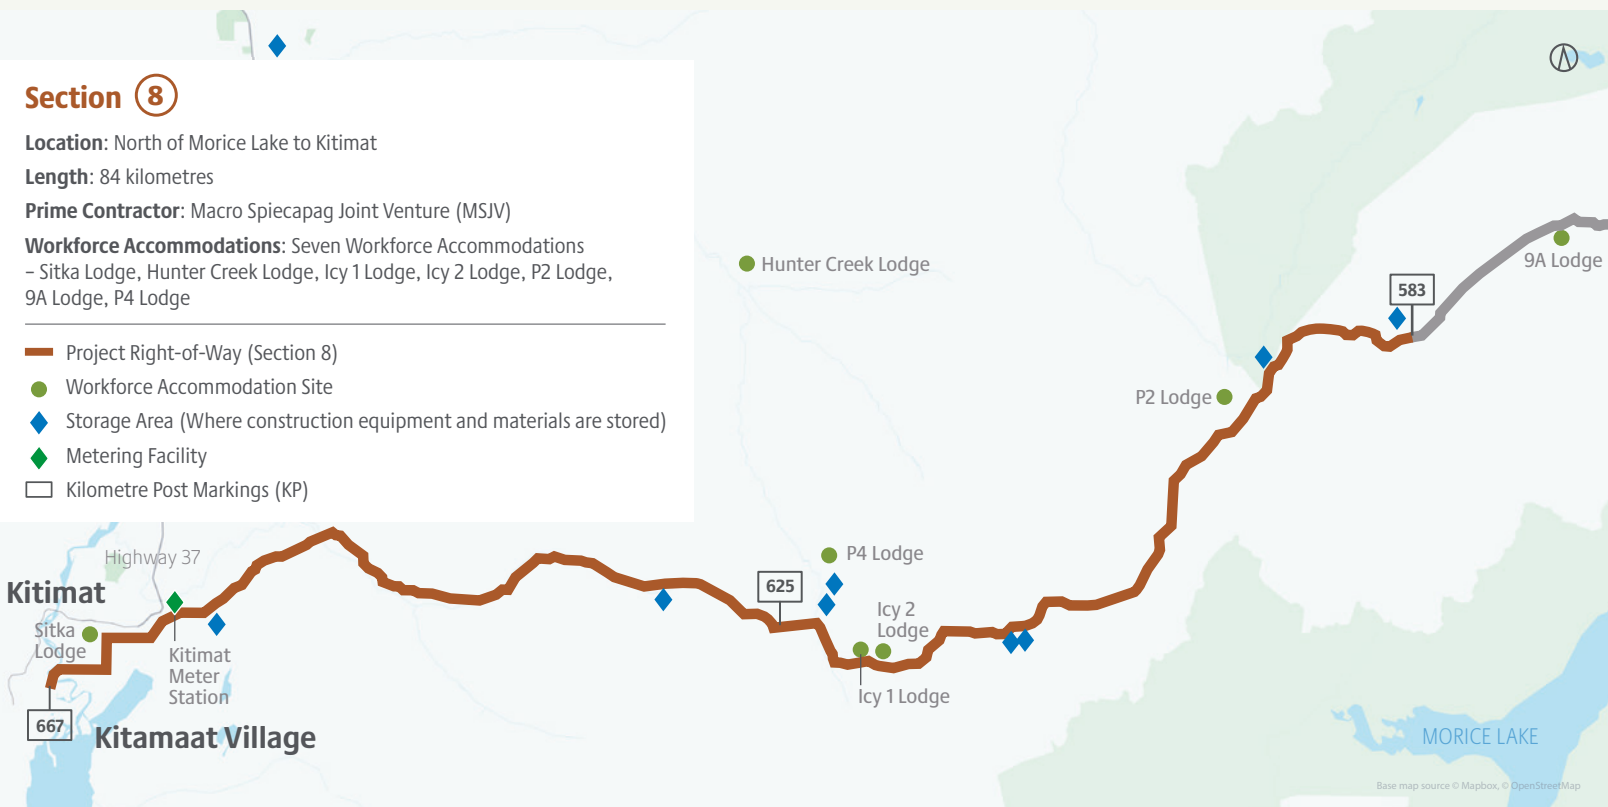 Section 8
Location: North of Morice Lake to Kitimat
Length: 84 kilometres
Prime Contractor: Macro Spiecapag Joint Venture (MSJV)
Workforce Accommodations: Seven Workforce Accommodations
– Sitka Lodge, Hunter Creek Lodge, Icy 1 Lodge, Icy 2 Lodge, P2 Lodge,
9A Lodge, P4 Lodge
Project Right-of-Way (Section 8)
Workforce Accommodation Site
Storage Area (Where construction equipment and materials are stored)
Metering Facility
Kilometre Post Markings (KP)
Hunter Creek Lodge
9A Lodge
583
P2 Lodge
P4 Lodge
625
Icy 2
Lodge
Icy 1 Lodge
Highway 37
Kitimat
Sitka
Lodge
Kitimat
Meter
Station
667
Kitamaat Village
MORICE LAKE
Base map source © Mapbox, © OpenStreetMap